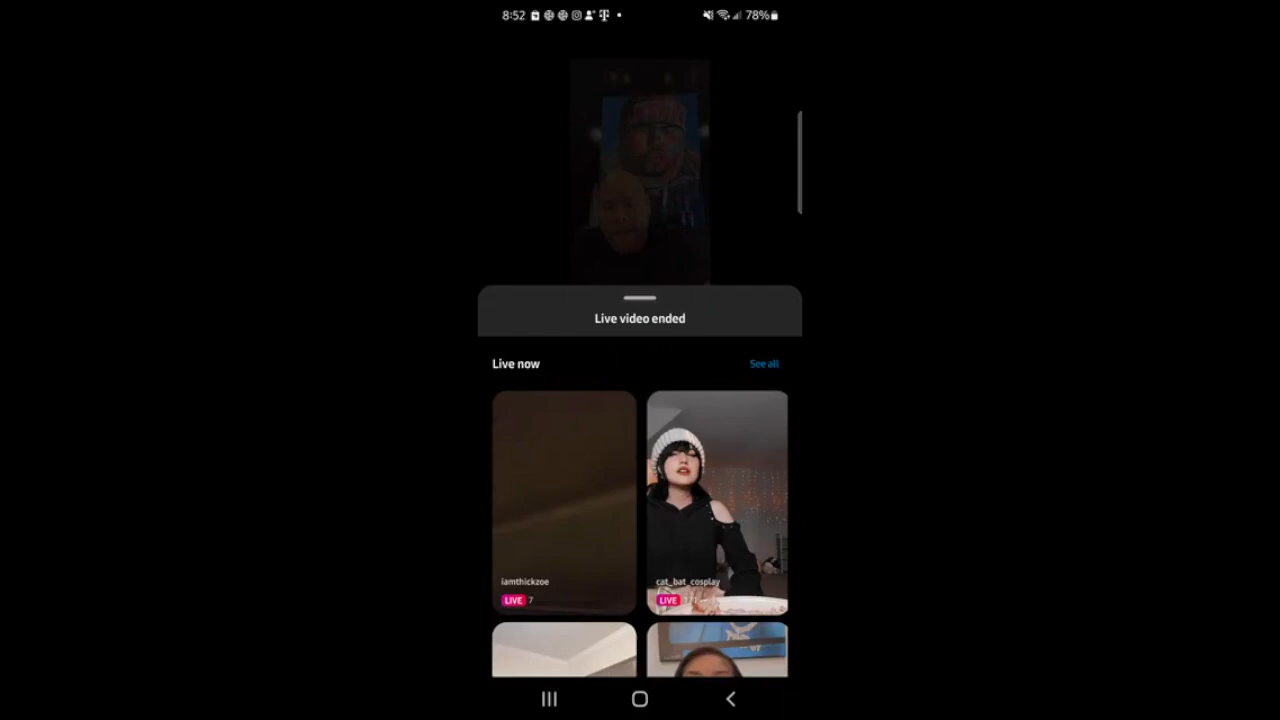 8:52
78%
Live video ended
Live now
See all
iamthickzoe
LIVE 7
cat_bat_cosplay
LIVE